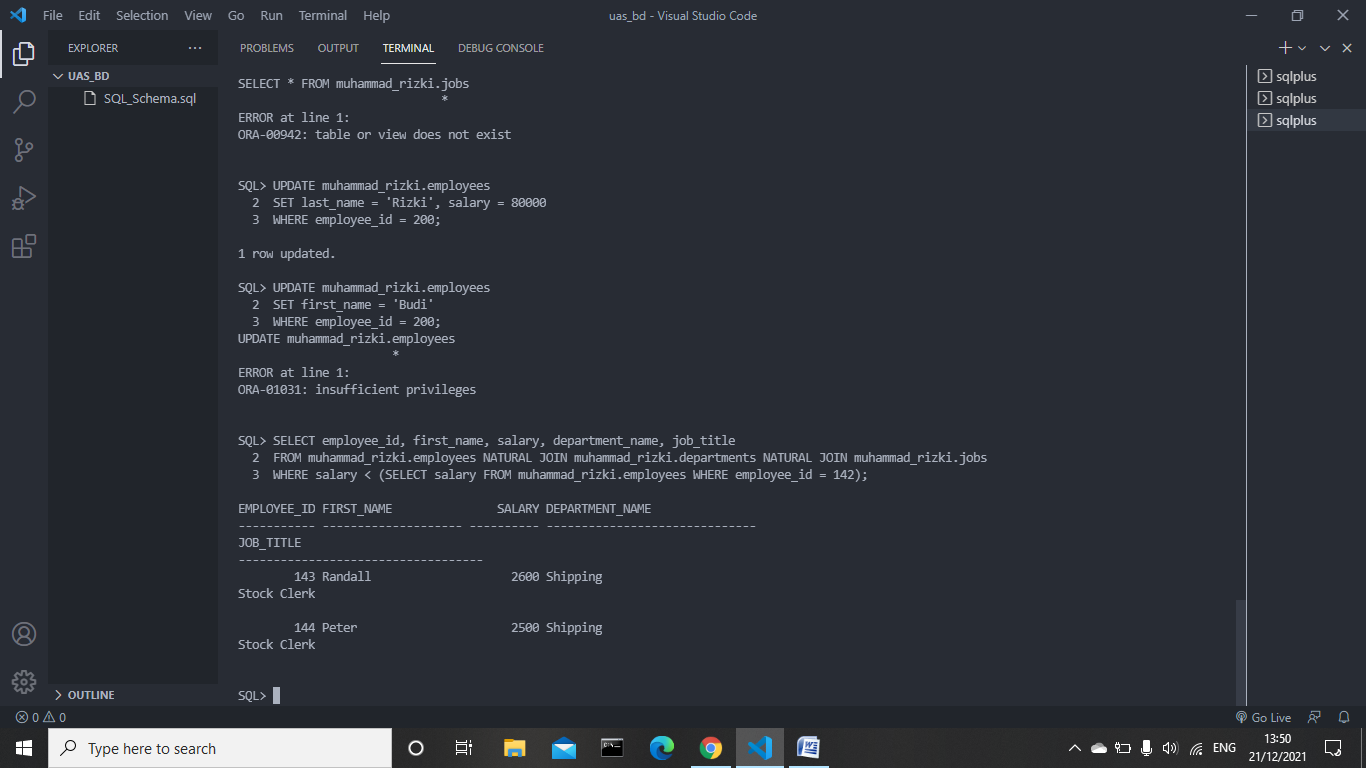 File Edit Selection View Go Run Terminal Help
uas_bd - Visual Studio Code
EXPLORER
UAS_BD
SQL_Schema.sql
OUTLINE
PROBLEMS OUTPUT TERMINAL DEBUG CONSOLE
SELECT * FROM muhammad_rizki.jobs
*
ERROR at line 1:
ORA-00942: table or view does not exist
SQL> UPDATE muhammad_rizki.employees
2 SET last_name = 'Rizki', salary = 80000
3 WHERE employee_id = 200;
1 row updated.
SQL> UPDATE muhammad_rizki.employees
2 SET first_name = 'Budi'
3 WHERE employee_id = 200;
UPDATE muhammad_rizki.employees
*
ERROR at line 1:
ORA-01031: insufficient privileges
SQL> SELECT employee_id, first_name, salary, department_name, job_title
2 FROM muhammad_rizki.employees NATURAL JOIN muhammad_rizki.departments NATURAL JOIN muhammad_rizki.jobs
3 WHERE salary < (SELECT salary FROM muhammad_rizki.employees WHERE employee_id = 142);
EMPLOYEE_ID FIRST_NAME SALARY DEPARTMENT_NAME
----------- -------------------- ---------- ------------------------------
JOB_TITLE
-----------------------------------
143 Randall 2600 Shipping
Stock Clerk
144 Peter 2500 Shipping
Stock Clerk
SQL>
sqlplus
sqlplus
sqlplus
0 0
Go Live
Type here to search
ENG
13:50
21/12/2021